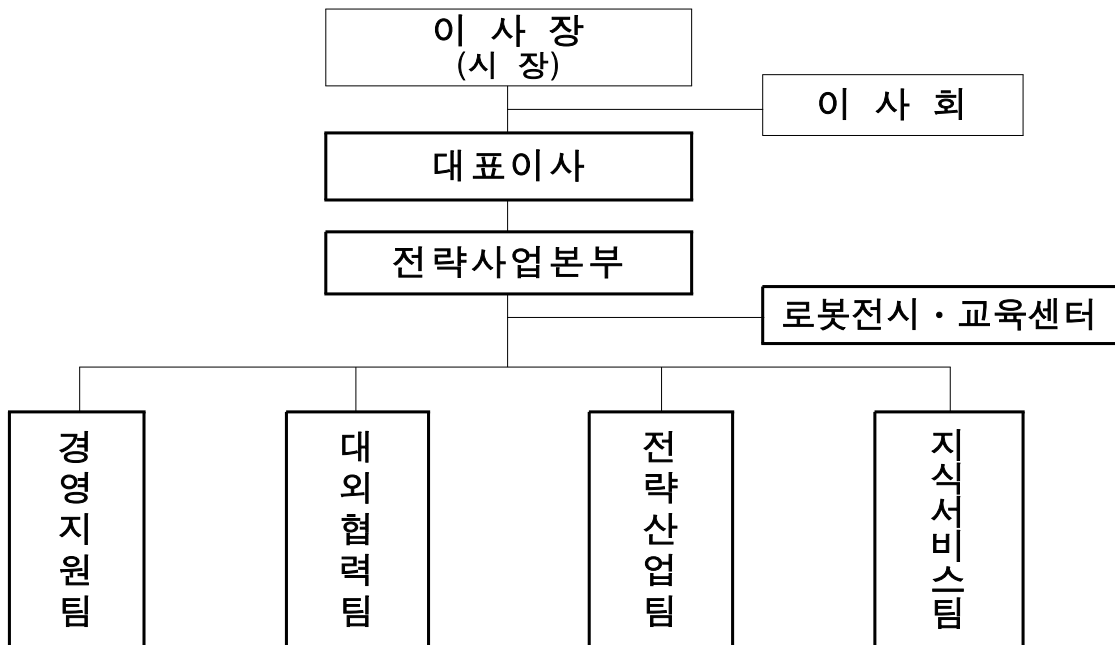 이 사 장
(시 장)
이 사 회
대표이사
전략사업본부
로봇전시 · 교육센터
경영지원팀
대외협력팀
전략산업팀
지식서비스팀